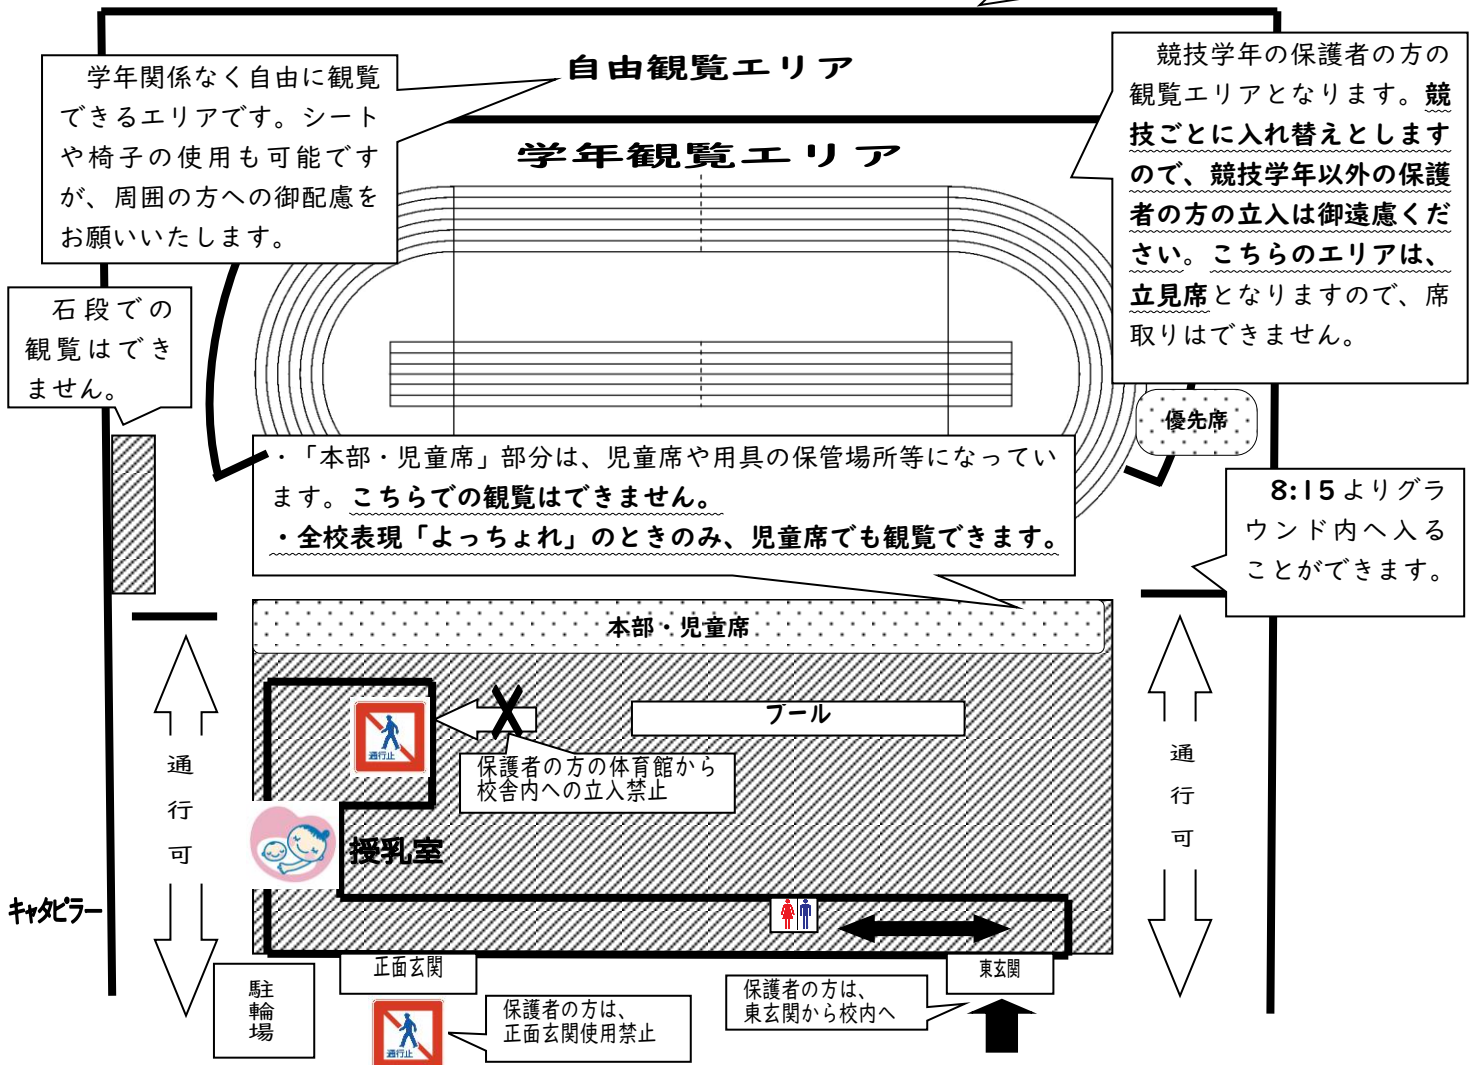 自由観覧エリア
学年関係なく自由に観覧
できるエリアです。シート
や椅子の使用も可能です
が、周囲の方への御配慮を
お願いいたします。
競技学年の保護者の方の
観覧エリアとなります。競
技ごとに入れ替えとします
ので、競技学年以外の保護
者の方の立入は御遠慮くだ
さい。こちらのエリアは、
立見席となりますので、席
取りはできません。
学年観覧エリア
石段での
観覧はでき
ません。
優先席
・「本部・児童席」部分は、児童席や用具の保管場所等になってい
ます。こちらでの観覧はできません。
・全校表現「よっちょれ」のときのみ、児童席でも観覧できます。
8:15よりグラ
ウンド内へ入る
ことができます。
本部・児童席
プール
通行止
保護者の方の体育館から
校舎内への立入禁止
通行可
通行可
授乳室
キャタピラー
正面玄関
東玄関
駐輪場
通行止
保護者の方は、
正面玄関使用禁止
保護者の方は、
東玄関から校内へ